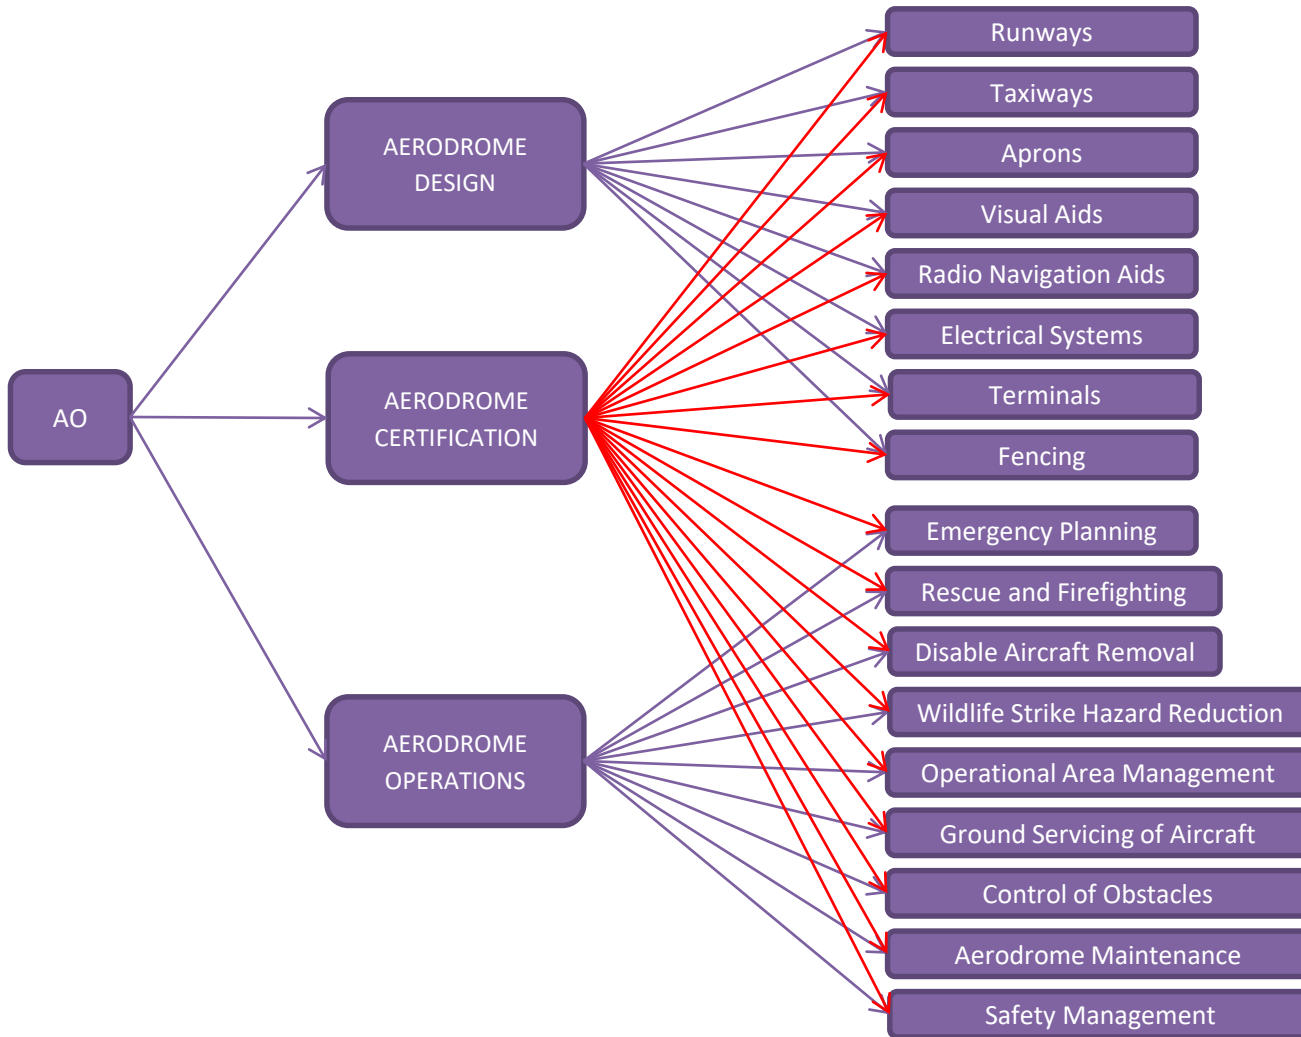 AO
AERODROME
DESIGN
AERODROME
CERTIFICATION
AERODROME
OPERATIONS
Runways
Taxiways
Aprons
Visual Aids
Radio Navigation Aids
Electrical Systems
Terminals
Fencing
Emergency Planning
Rescue and Firefighting
Disable Aircraft Removal
Wildlife Strike Hazard Reduction
Operational Area Management
Ground Servicing of Aircraft
Control of Obstacles
Aerodrome Maintenance
Safety Management